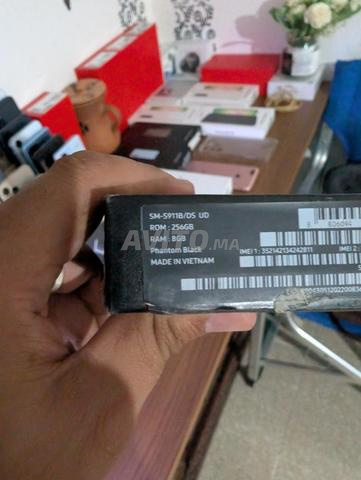 SM-S911B/DS UD
ROM : 256GB
RAM : 8GB
Phantom Black
MADE IN VIETNAM
IMEI 1 : 352142134242811
IMEI 2
AVITO.MA